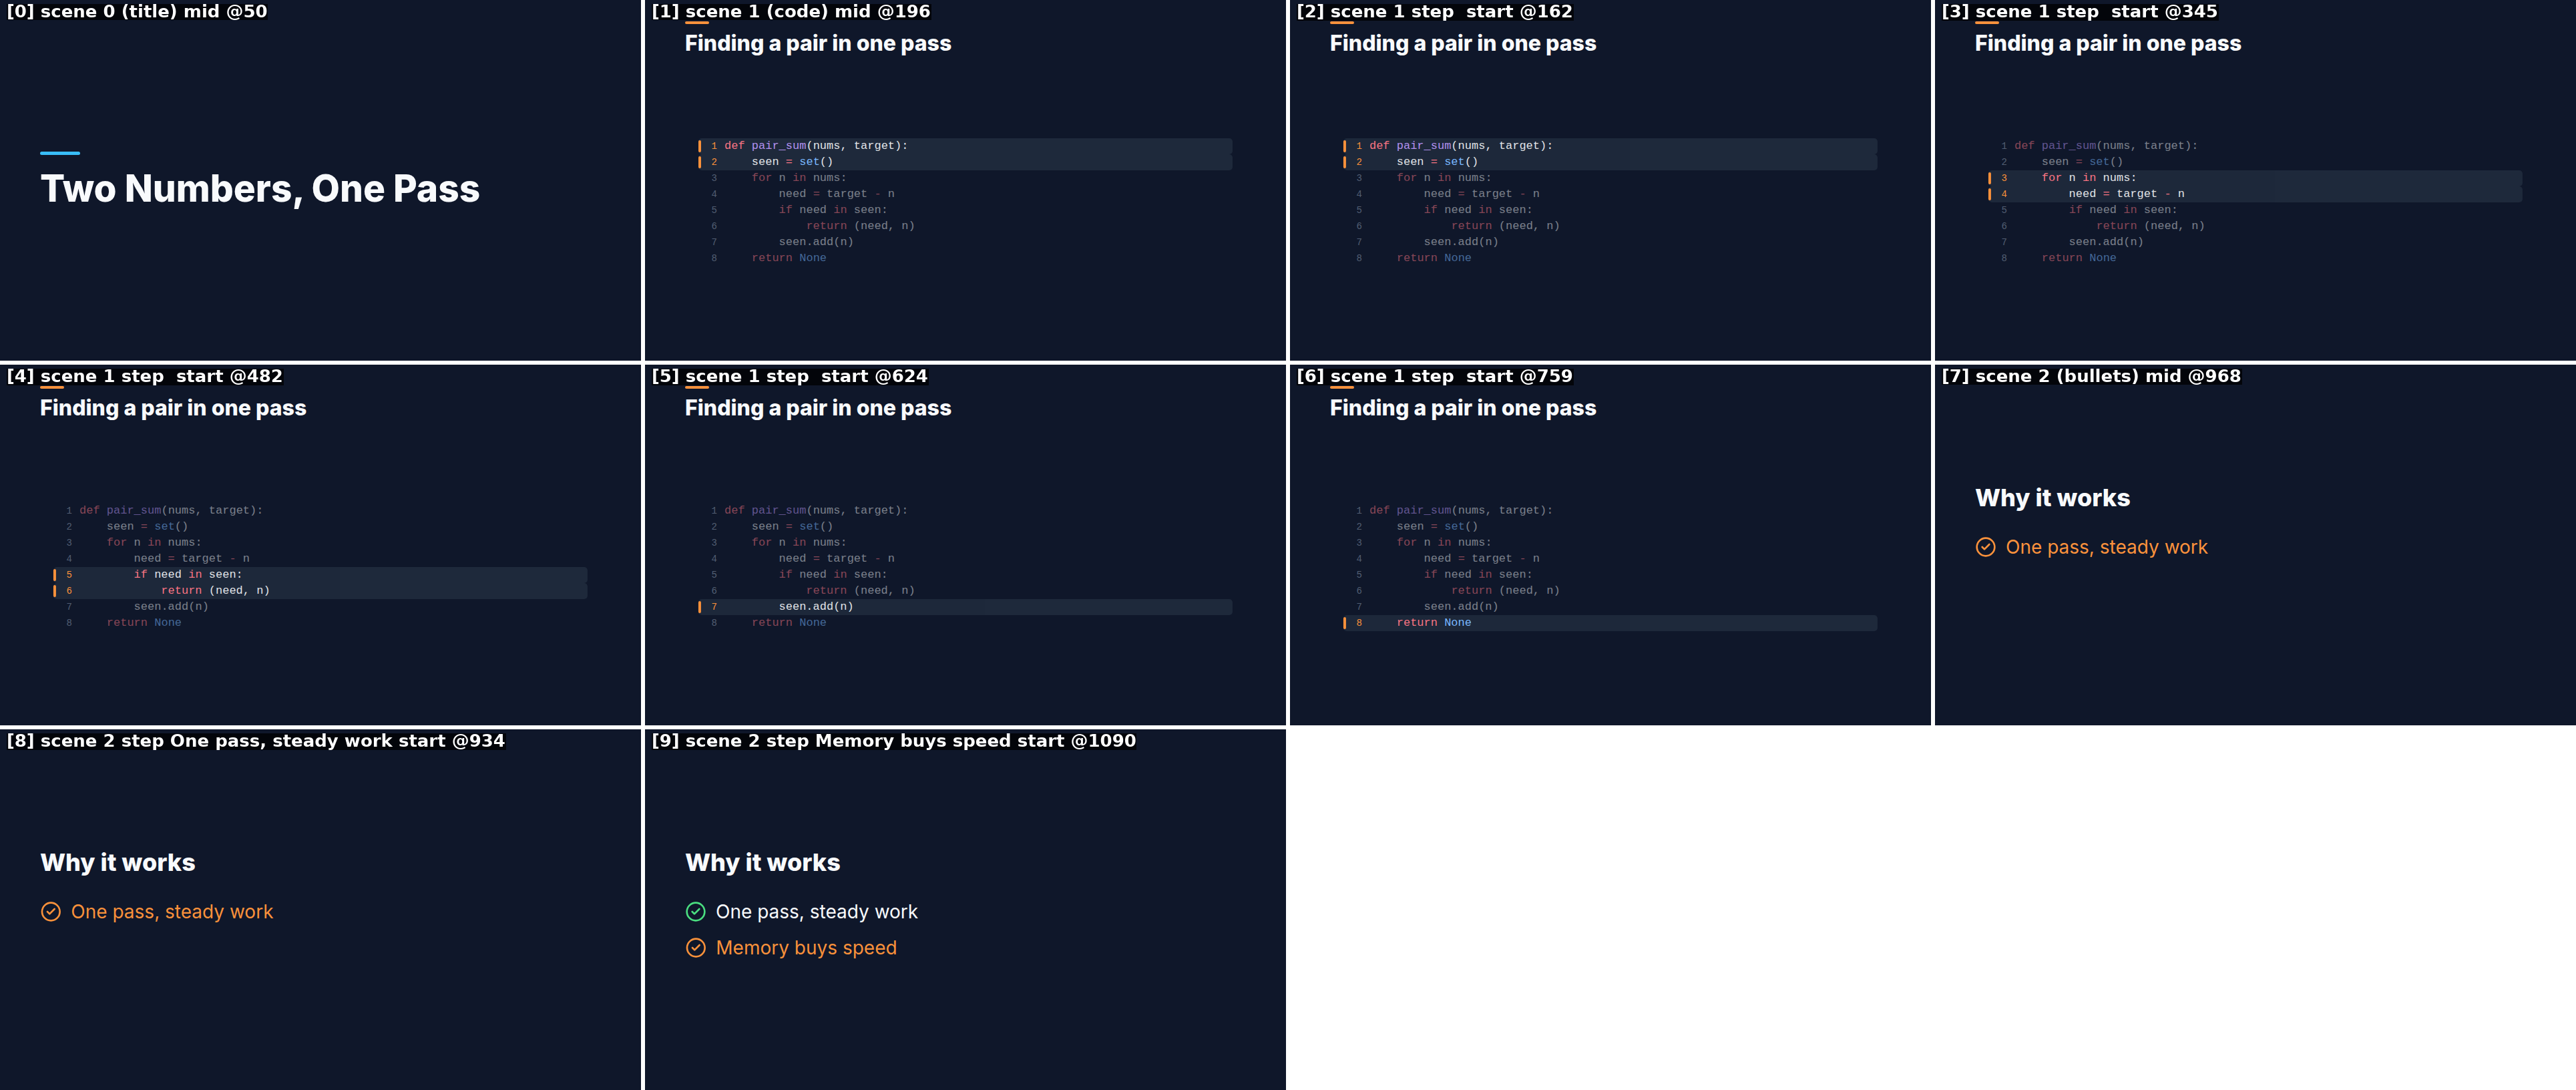 [0] scene 0 (title) mid @50
Two Numbers, One Pass
[1] scene 1 (code) mid @196
Finding a pair in one pass
1 def pair_sum(nums, target):
2     seen = set()
3     for n in nums:
4         need = target - n
5         if need in seen:
6             return (need, n)
7         seen.add(n)
8     return None
[2] scene 1 step  start @162
Finding a pair in one pass
1 def pair_sum(nums, target):
2     seen = set()
3     for n in nums:
4         need = target - n
5         if need in seen:
6             return (need, n)
7         seen.add(n)
8     return None
[3] scene 1 step  start @345
Finding a pair in one pass
1 def pair_sum(nums, target):
2     seen = set()
3     for n in nums:
4         need = target - n
5         if need in seen:
6             return (need, n)
7         seen.add(n)
8     return None
[4] scene 1 step  start @482
Finding a pair in one pass
1 def pair_sum(nums, target):
2     seen = set()
3     for n in nums:
4         need = target - n
5         if need in seen:
6             return (need, n)
7         seen.add(n)
8     return None
[5] scene 1 step  start @624
Finding a pair in one pass
1 def pair_sum(nums, target):
2     seen = set()
3     for n in nums:
4         need = target - n
5         if need in seen:
6             return (need, n)
7         seen.add(n)
8     return None
[6] scene 1 step  start @759
Finding a pair in one pass
1 def pair_sum(nums, target):
2     seen = set()
3     for n in nums:
4         need = target - n
5         if need in seen:
6             return (need, n)
7         seen.add(n)
8     return None
[7] scene 2 (bullets) mid @968
Why it works
One pass, steady work
[8] scene 2 step One pass, steady work start @934
Why it works
One pass, steady work
[9] scene 2 step Memory buys speed start @1090
Why it works
One pass, steady work
Memory buys speed